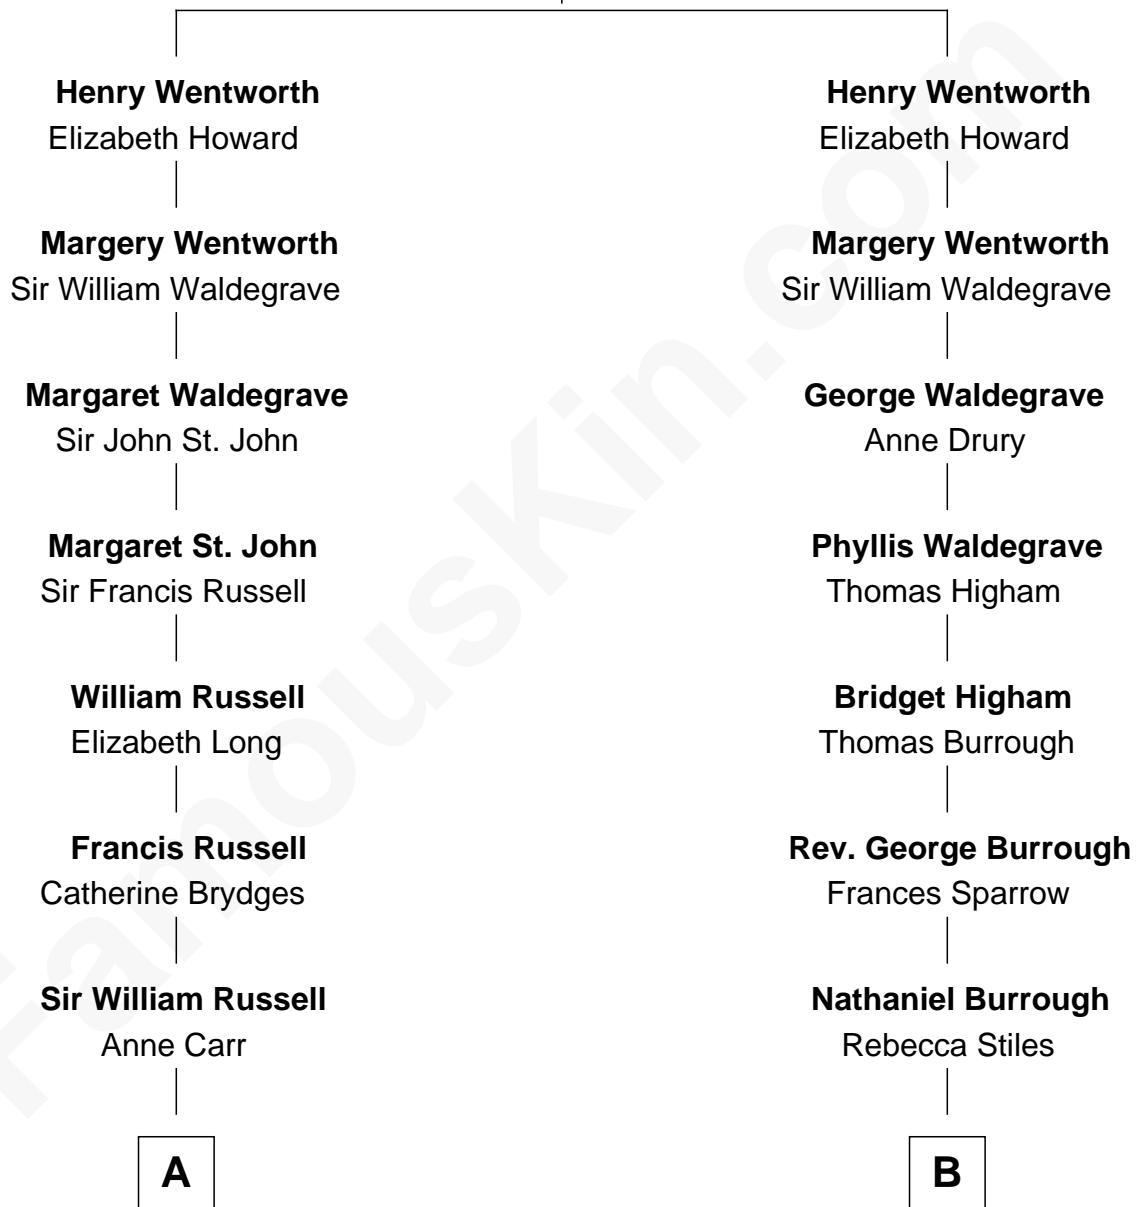 Henry Wentworth
Elizabeth Howard
Margery Wentworth
Sir William Waldegrave
Margaret Waldegrave
Sir John St. John
Margaret St. John
Sir Francis Russell
William Russell
Elizabeth Long
Francis Russell
Catherine Brydges
Sir William Russell
Anne Carr
A
Henry Wentworth
Elizabeth Howard
Margery Wentworth
Sir William Waldegrave
George Waldegrave
Anne Drury
Phyllis Waldegrave
Thomas Higham
Bridget Higham
Thomas Burrough
Rev. George Burrough
Frances Sparrow
Nathaniel Burrough
Rebecca Stiles
B
FamousKin.com